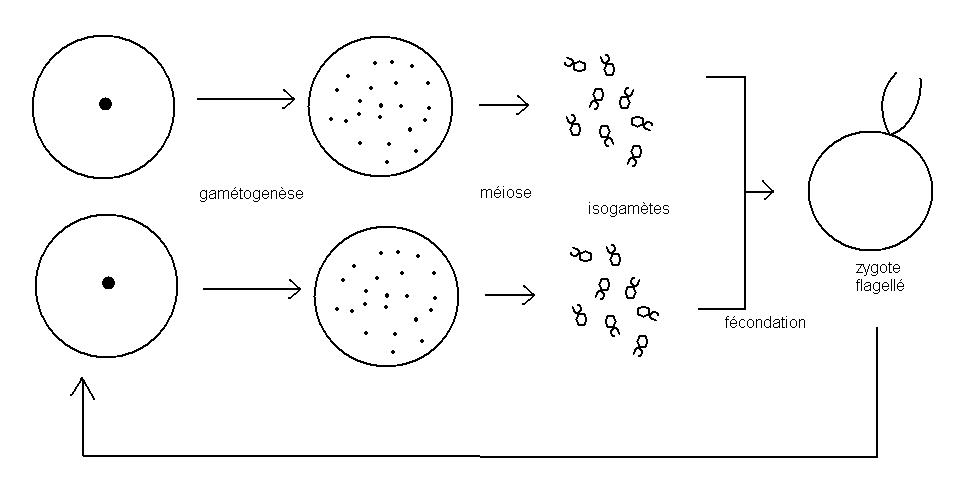 gamétogenèse
méiose
isogamètes
zygote
flagellé
fécondation